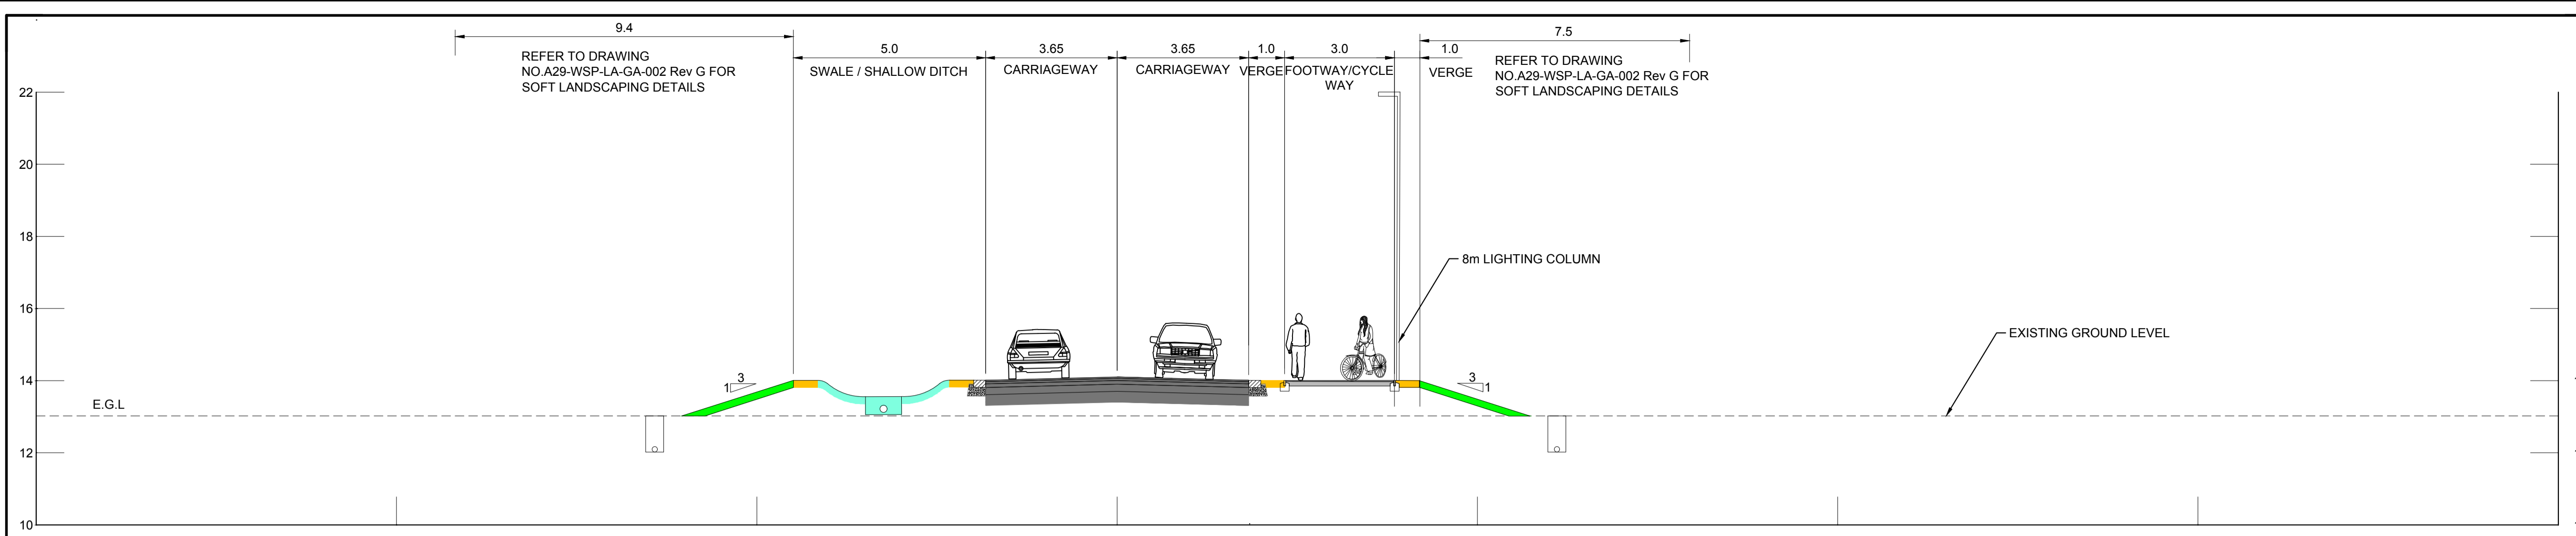 9.4
REFER TO DRAWING
NO.A29-WSP-LA-GA-002 Rev G FOR
SOFT LANDSCAPING DETAILS
5.0
SWALE / SHALLOW DITCH
3.65
CARRIAGEWAY
3.65
CARRIAGEWAY
1.0
VERGE
3.0
FOOTWAY/CYCLE
WAY
1.0
VERGE
7.5
REFER TO DRAWING
NO.A29-WSP-LA-GA-002 Rev G FOR
SOFT LANDSCAPING DETAILS
22
20
18
16
14
12
10
8m LIGHTING COLUMN
EXISTING GROUND LEVEL
3
1
3
1
E.G.L